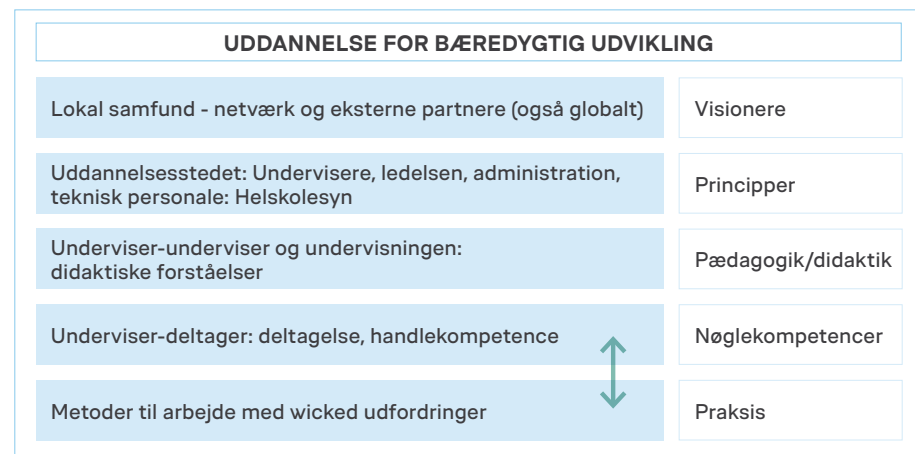 UDDANNELSE FOR BÆREDYGTIG UDVIKLING
Lokal samfund - netværk og eksterne partnere (også globalt)
Visionere
Uddannelsesstedet: Undervisere, ledelsen, administration,
teknisk personale: Helskolesyn
Principper
Underviser-underviser og undervisningen:
didaktiske forståelser
Pædagogik/didaktik
Underviser-deltager: deltagelse, handlekompetence
Nøglekompetencer
Metoder til arbejde med wicked udfordringer
Praksis